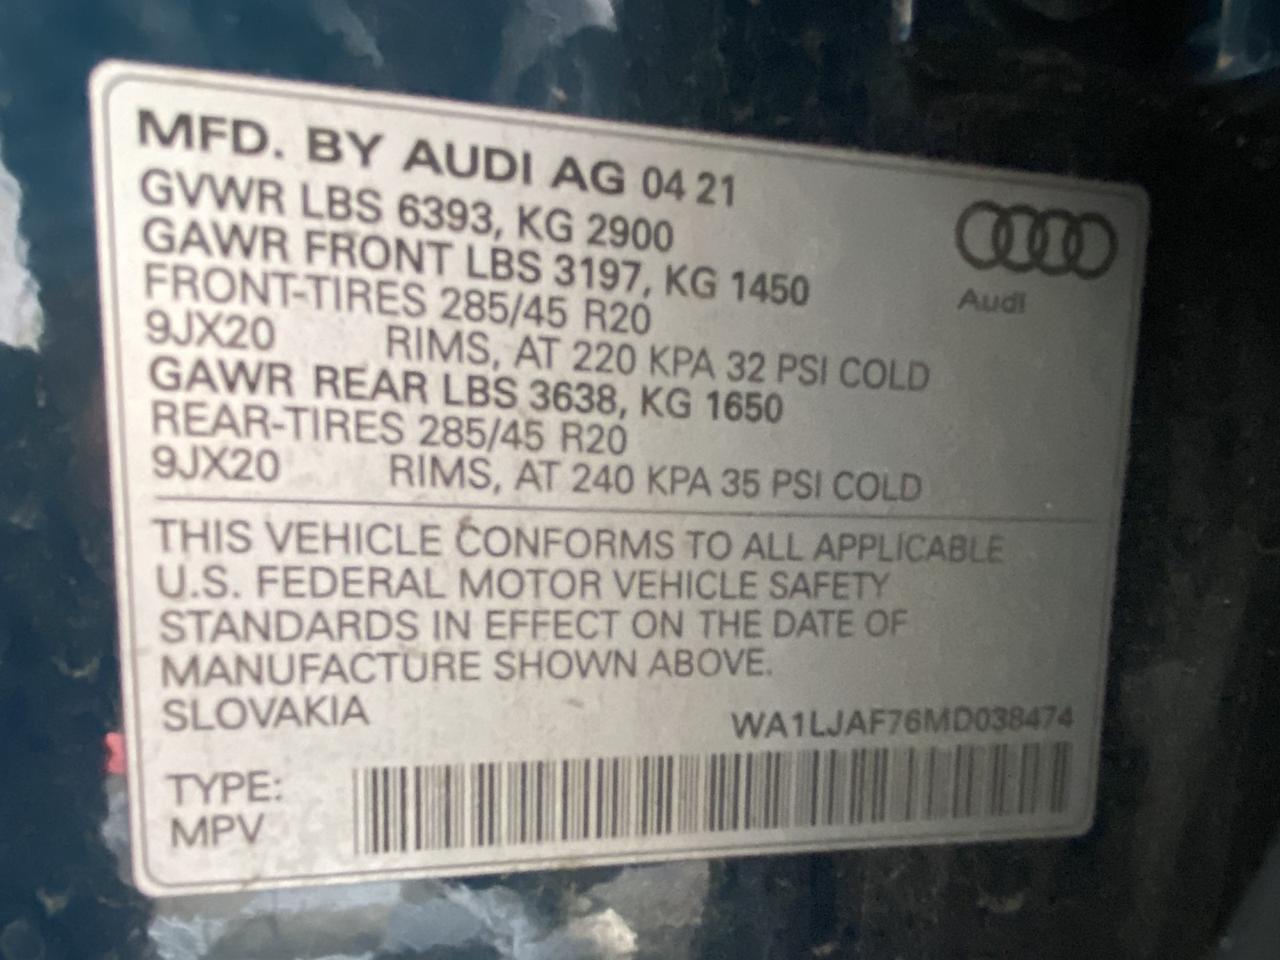 MFD. BY AUDI AG 04 21
GVWR LBS 6393, KG 2900
GAWR FRONT LBS 3197, KG 1450
FRONT-TIRES 285/45 R20
9JX20 RIMS, AT 220 KPA 32 PSI COLD
GAWR REAR LBS 3638, KG 1650
REAR-TIRES 285/45 R20
9JX20 RIMS, AT 240 KPA 35 PSI COLD
Audi
THIS VEHICLE CONFORMS TO ALL APPLICABLE
U.S. FEDERAL MOTOR VEHICLE SAFETY
STANDARDS IN EFFECT ON THE DATE OF
MANUFACTURE SHOWN ABOVE.
SLOVAKIA
WA1LJAF76MD038474
TYPE:
MPV